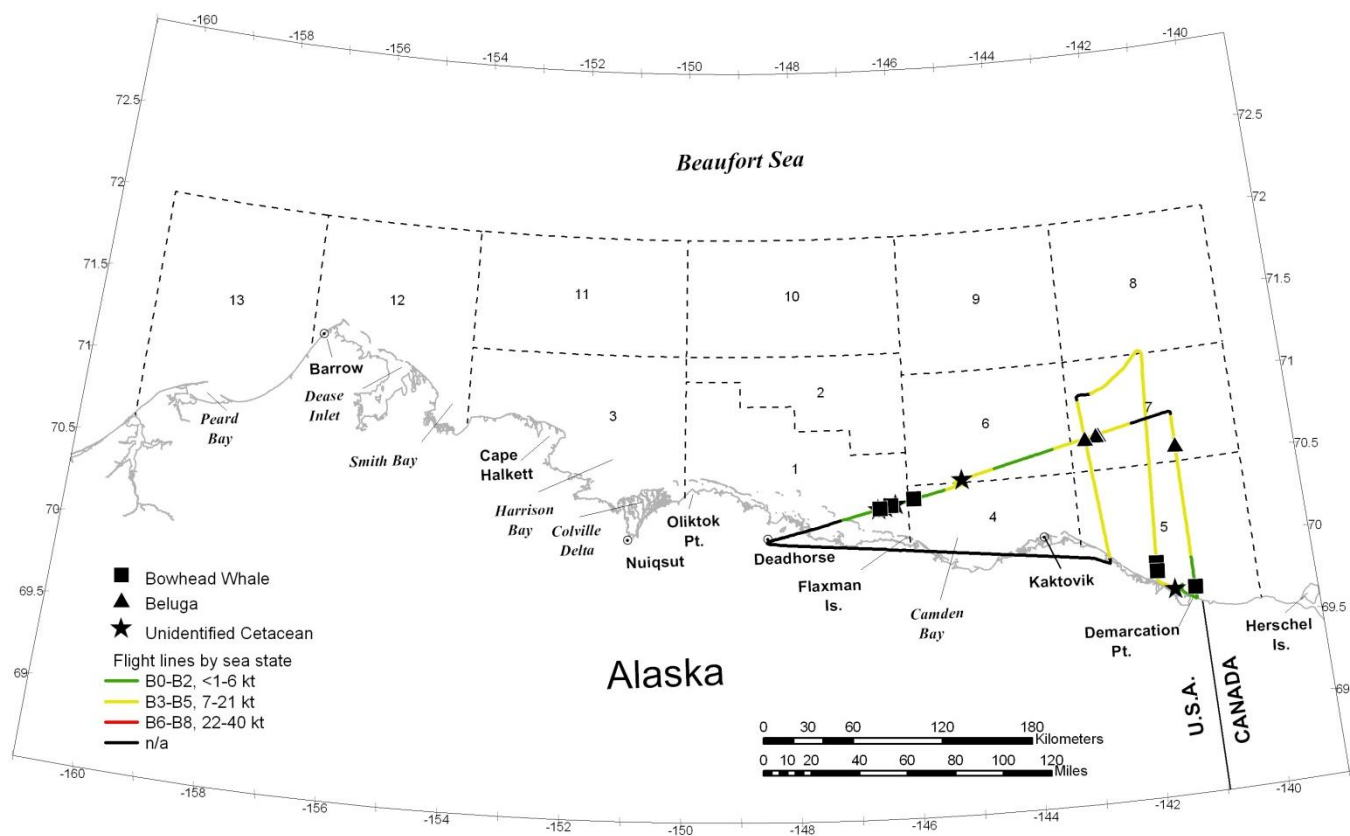 -160
-158
-156
-154
-152
-150
-148
-146
-144
-142
-140
72.5
72.5
72
72
Beaufort Sea
71.5
71.5
13
12
11
10
9
8
71
71
Barrow
Dease
Inlet
Peard
Bay
Smith Bay
3
2
6
7
70.5
70.5
Cape
Halkett
Harrison
Bay
Colville
Delta
Oliktok
Pt.
1
4
5
70
70
Nuiqsut
Deadhorse
Flaxman
Is.
Camden
Bay
Kaktovik
Demarcation
Pt.
Herschel
Is.
69.5
69.5
Bowhead Whale
Beluga
Unidentified Cetacean
Flight lines by sea state
B0-B2, <1-6 kt
B3-B5, 7-21 kt
B6-B8, 22-40 kt
n/a
Alaska
U.S.A.
CANADA
69
69
0 30 60 120 180
Kilometers
0 10 20 40 60 80 100 120
Miles
-160
-158
-156
-154
-152
-150
-148
-146
-144
-142
-140